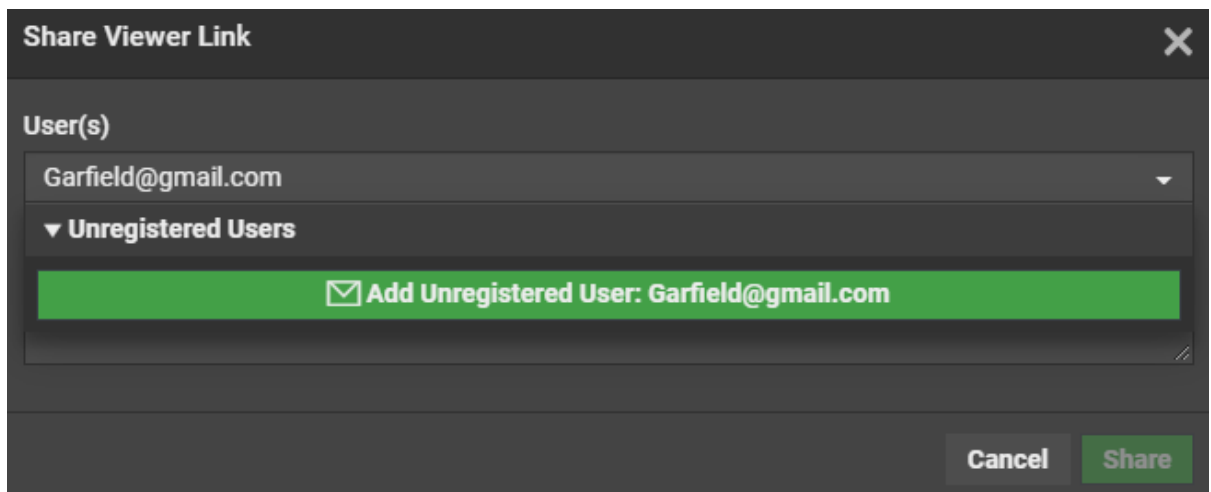 Share Viewer Link
User(s)
Garfield@gmail.com
Unregistered Users
Add Unregistered User: Garfield@gmail.com
Cancel Share